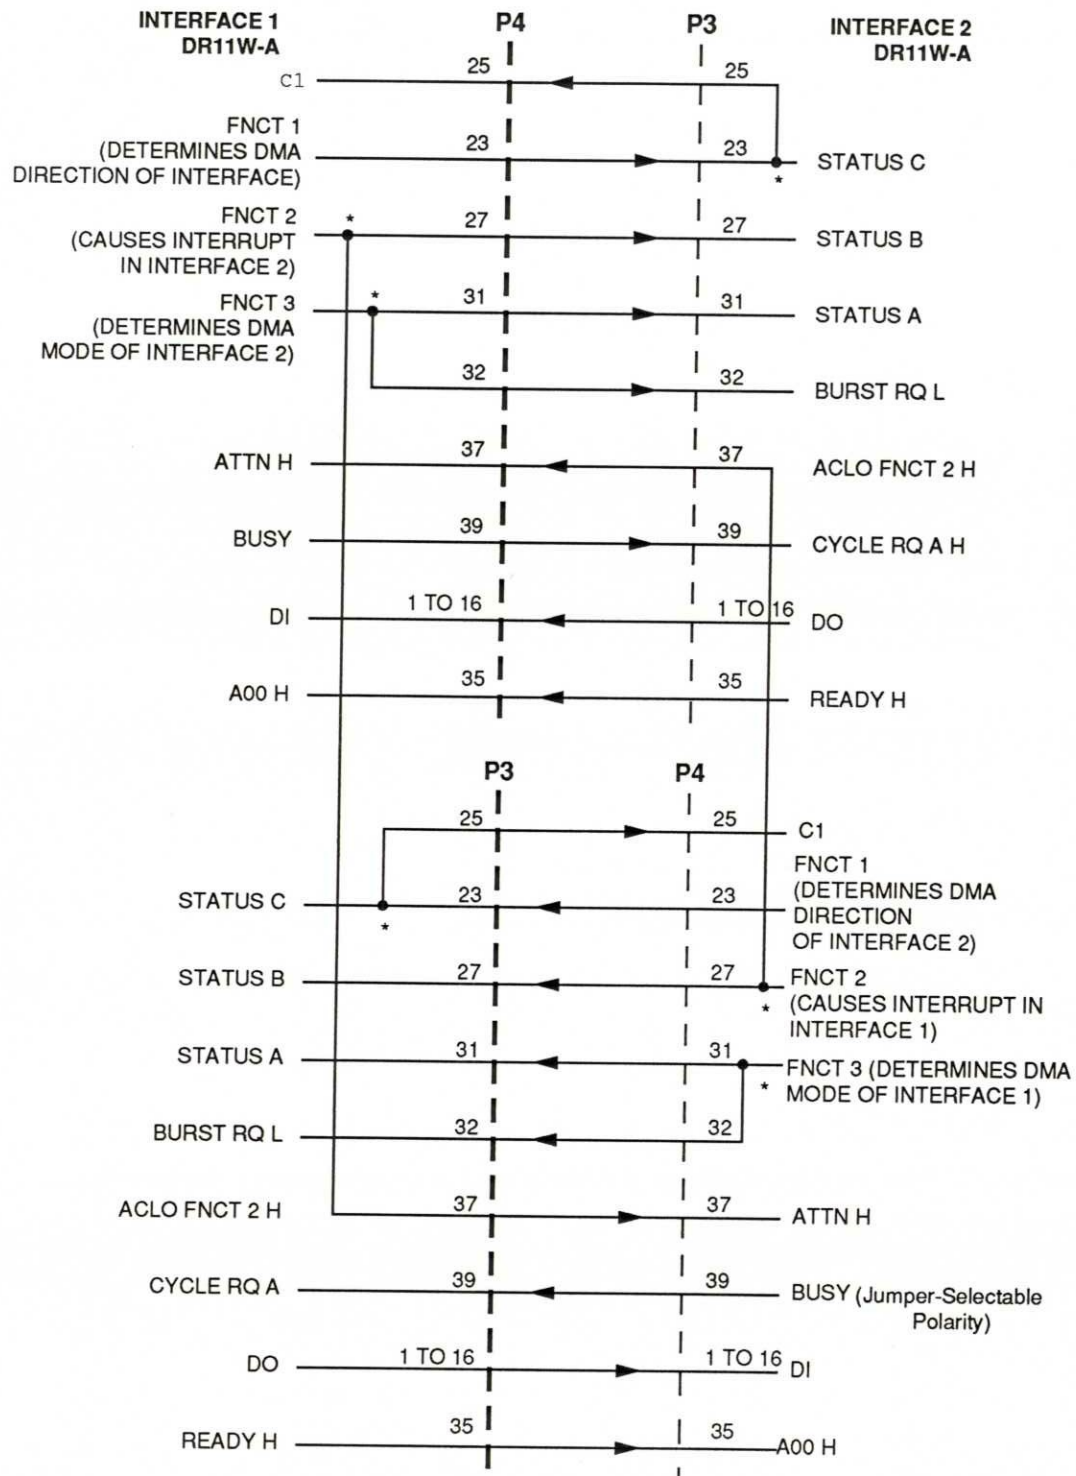 INTERFACE 1
DR11W-A
P4
P3
INTERFACE 2
DR11W-A
C1
25
25
FNCT 1
(DETERMINES DMA
DIRECTION OF INTERFACE)
23
23
STATUS C
*
FNCT 2
(CAUSES INTERRUPT
IN INTERFACE 2)
*
27
27
STATUS B
FNCT 3
(DETERMINES DMA
MODE OF INTERFACE 2)
*
31
31
STATUS A
32
32
BURST RQ L
ATTN H
37
37
ACLO FNCT 2 H
BUSY
39
39
CYCLE RQ A H
DI
1 TO 16
1 TO 16
DO
A00 H
35
35
READY H
P3
P4
25
25
C1
STATUS C
*
23
23
FNCT 1
(DETERMINES DMA
DIRECTION
OF INTERFACE 2)
STATUS B
27
27
*
FNCT 2
(CAUSES INTERRUPT IN
INTERFACE 1)
STATUS A
31
31
*
FNCT 3 (DETERMINES DMA
MODE OF INTERFACE 1)
BURST RQ L
32
32
ACLO FNCT 2 H
37
37
ATTN H
CYCLE RQ A
39
39
BUSY (Jumper-Selectable
Polarity)
DO
1 TO 16
1 TO 16
DI
READY H
35
35
A00 H